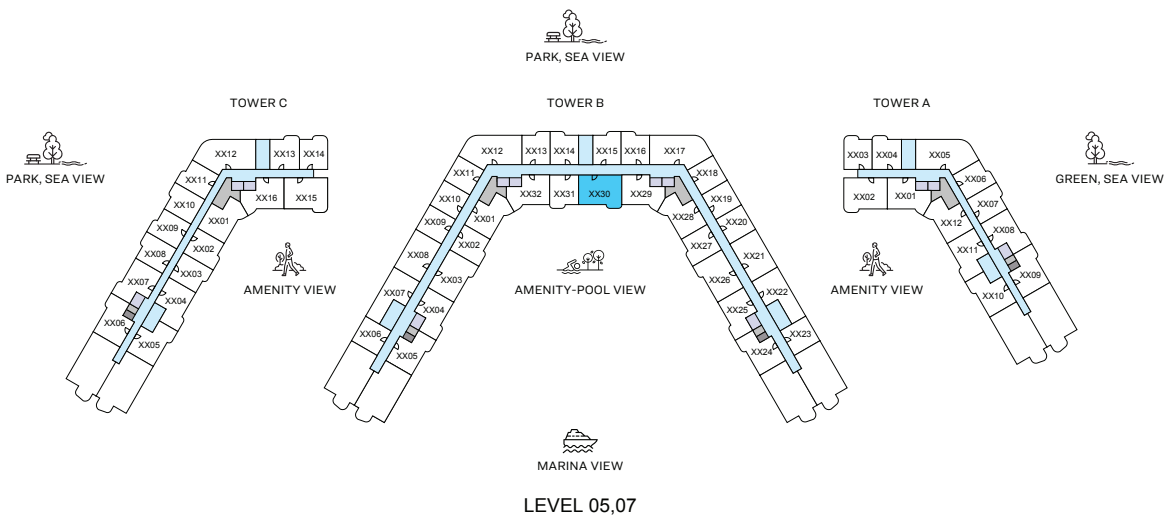 PARK, SEA VIEW
TOWER C
TOWER B
TOWER A
PARK, SEA VIEW
GREEN, SEA VIEW
XX12
XX13
XX14
XX11
XX10
XX09
XX08
XX07
XX06
XX01
XX16
XX15
XX02
XX03
XX04
XX05
XX12
XX13
XX14
XX15
XX16
XX17
XX11
XX10
XX09
XX08
XX07
XX06
XX32
XX31
XX30
XX29
XX01
XX02
XX03
XX04
XX05
XX18
XX19
XX20
XX21
XX22
XX23
XX28
XX27
XX26
XX25
XX24
XX03
XX04
XX05
XX02
XX01
XX06
XX07
XX08
XX09
XX12
XX11
XX10
AMENITY VIEW
AMENITY-POOL VIEW
AMENITY VIEW
MARINA VIEW
LEVEL 05,07